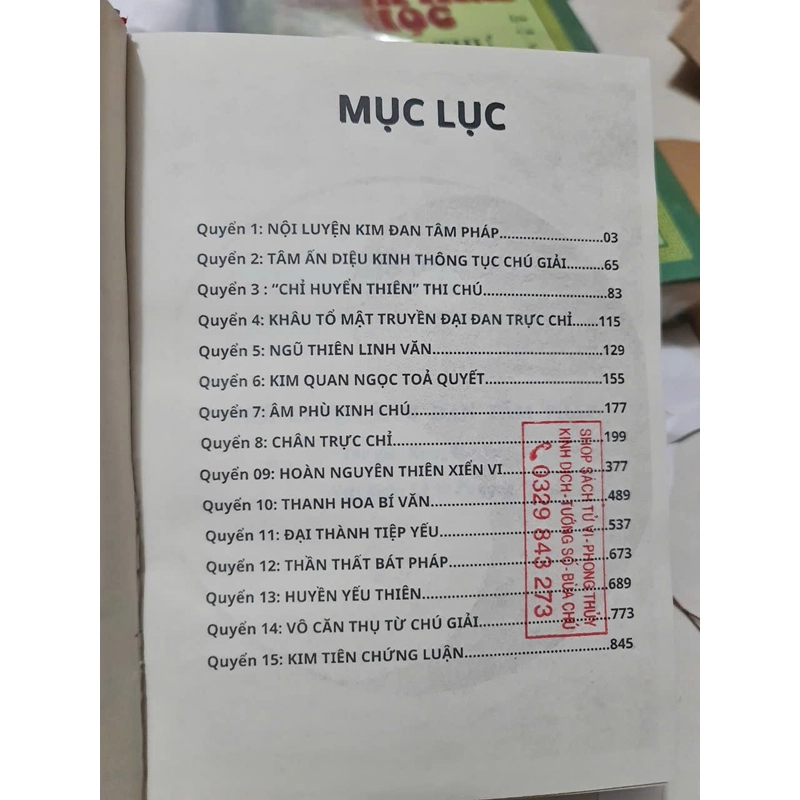 ỘC
MỤC LỤC
Quyển 1: NỘI LUYỆN KIM ĐAN TÂM PHÁP..........................03
Quyển 2: TÂM ẤN DIỆU KINH THÔNG TỤC CHÚ GIẢI.........65
Quyển 3 : “CHỈ HUYỂN THIÊN” THI CHÚ...............................83
Quyển 4: KHÂU TỔ MẬT TRUYỀN ĐẠI ĐAN TRỰC CHỈ.......115
Quyển 5: NGŨ THIÊN LINH VĂN...........................................129
Quyển 6: KIM QUAN NGỌC TOẢ QUYẾT..............................155
Quyển 7: ÂM PHÙ KINH CHÚ.................................................177
Quyển 8: CHÂN TRỰC CHỈ......................................................199
Quyển 09: HOÀN NGUYÊN THIÊN XIỂN VI...........................377
Quyển 10: THANH HOA BÍ VĂN.............................................489
Quyển 11: ĐẠI THÀNH TIỆP YẾU...........................................537
Quyển 12: THẦN THẤT BÁT PHÁP.........................................673
Quyển 13: HUYỀN YẾU THIÊN...............................................689
Quyển 14: VÔ CĂN THỤ TỪ CHÚ GIẢI..................................773
Quyển 15: KIM TIÊN CHỨNG LUẬN.....................................845
SHOP SÁCH TỬ VI-PHONG THỦY
KINH DỊCH-TƯỚNG SỐ-BÙA CHÚ
0329 843 273